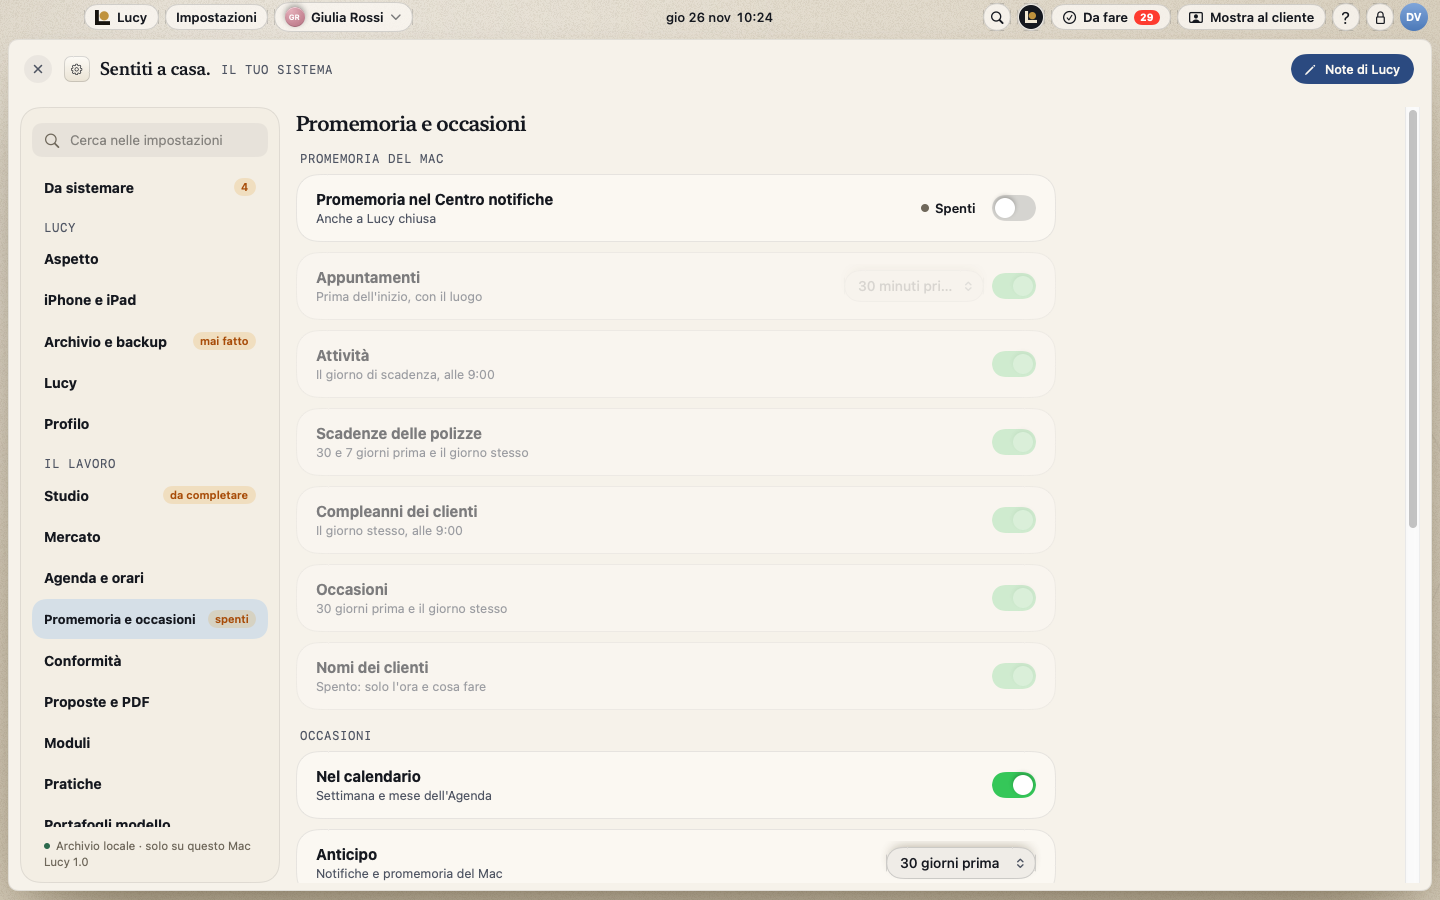 Lucy
Impostazioni
GR Giulia Rossi
gio 26 nov 10:24
Da fare 29
Mostra al cliente
?
DV
Sentiti a casa. IL TUO SISTEMA
Note di Lucy
Cerca nelle impostazioni
Da sistemare 4
LUCY
Aspetto
iPhone e iPad
Archivio e backup mai fatto
Lucy
Profilo
IL LAVORO
Studio da completare
Mercato
Agenda e orari
Promemoria e occasioni spenti
Conformità
Proposte e PDF
Moduli
Pratiche
Portafogli modello
Archivio locale · solo su questo Mac
Lucy 1.0
Promemoria e occasioni
PROMEMORIA DEL MAC
Promemoria nel Centro notifiche
Anche a Lucy chiusa
Spenti
Appuntamenti
Prima dell'inizio, con il luogo
30 minuti pri...
Attività
Il giorno di scadenza, alle 9:00
Scadenze delle polizze
30 e 7 giorni prima e il giorno stesso
Compleanni dei clienti
Il giorno stesso, alle 9:00
Occasioni
30 giorni prima e il giorno stesso
Nomi dei clienti
Spento: solo l'ora e cosa fare
OCCASIONI
Nel calendario
Settimana e mese dell'Agenda
Anticipo
Notifiche e promemoria del Mac
30 giorni prima